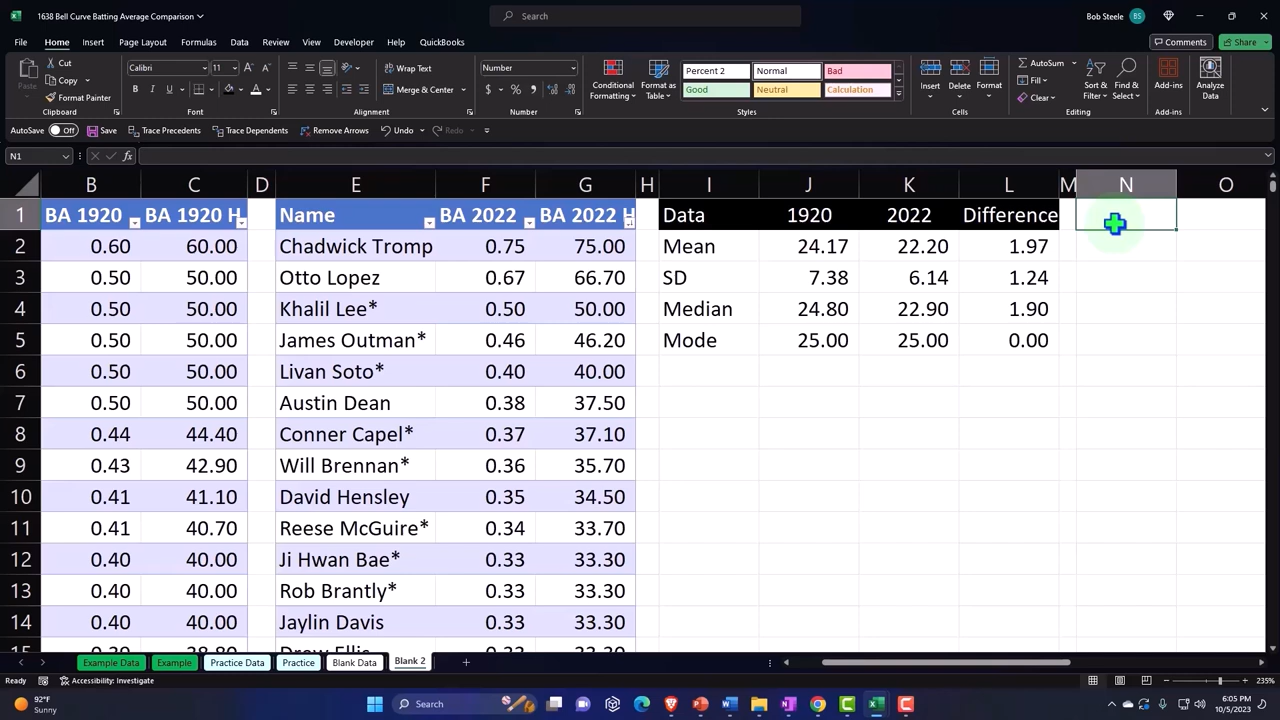 1638 Bell Curve Batting Average Comparison
Search
Bob Steele BS
File Home Insert Page Layout Formulas Data Review View Developer Help QuickBooks Comments Share
Paste Cut Copy Format Painter Clipboard
Calibri 11 Font
Wrap Text Merge & Center Alignment
Number Number
Conditional Formatting Format as Table
Percent 2 Normal Bad
Good Neutral Calculation
Styles
Insert Delete Format Cells
AutoSum Fill Clear Sort & Filter Find & Select Editing
Add-ins Add-ins
Analyze Data
AutoSave Off Save Trace Precedents Trace Dependents Remove Arrows Undo Redo
N1 fx
B C D E F G H I J K L M N O
1 BA 1920 BA 1920 H Name BA 2022 BA 2022 H Data 1920 2022 Difference
2 0.60 60.00 Chadwick Tromp 0.75 75.00 Mean 24.17 22.20 1.97
3 0.50 50.00 Otto Lopez 0.67 66.70 SD 7.38 6.14 1.24
4 0.50 50.00 Khalil Lee* 0.50 50.00 Median 24.80 22.90 1.90
5 0.50 50.00 James Outman* 0.46 46.20 Mode 25.00 25.00 0.00
6 0.50 50.00 Livan Soto* 0.40 40.00
7 0.50 50.00 Austin Dean 0.38 37.50
8 0.44 44.40 Conner Capel* 0.37 37.10
9 0.43 42.90 Will Brennan* 0.36 35.70
10 0.41 41.10 David Hensley 0.35 34.50
11 0.41 40.70 Reese McGuire* 0.34 33.70
12 0.40 40.00 Ji Hwan Bae* 0.33 33.30
13 0.40 40.00 Rob Brantly* 0.33 33.30
14 0.40 40.00 Jaylin Davis 0.33 33.30
Example Data Example Practice Data Practice Blank Data Blank 2
Ready Accessibility: Investigate 235%
92°F
Sunny
Search
6:05 PM
10/5/2023